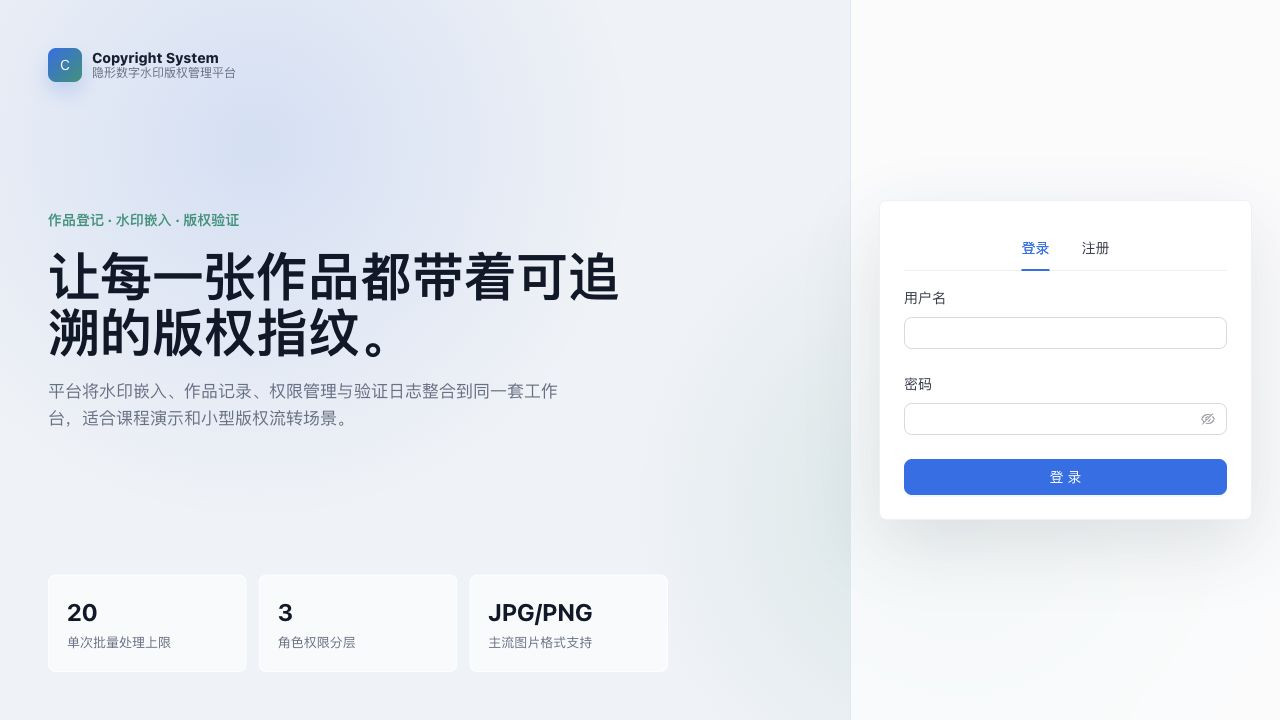 C
Copyright System
隐形数字水印版权管理平台
作品登记 · 水印嵌入 · 版权验证
让每一张作品都带着可追
溯的版权指纹。
平台将水印嵌入、作品记录、权限管理与验证日志整合到同一套工作
台，适合课程演示和小型版权流转场景。
20
单次批量处理上限
3
角色权限分层
JPG/PNG
主流图片格式支持
登录 注册
用户名
密码
登 录